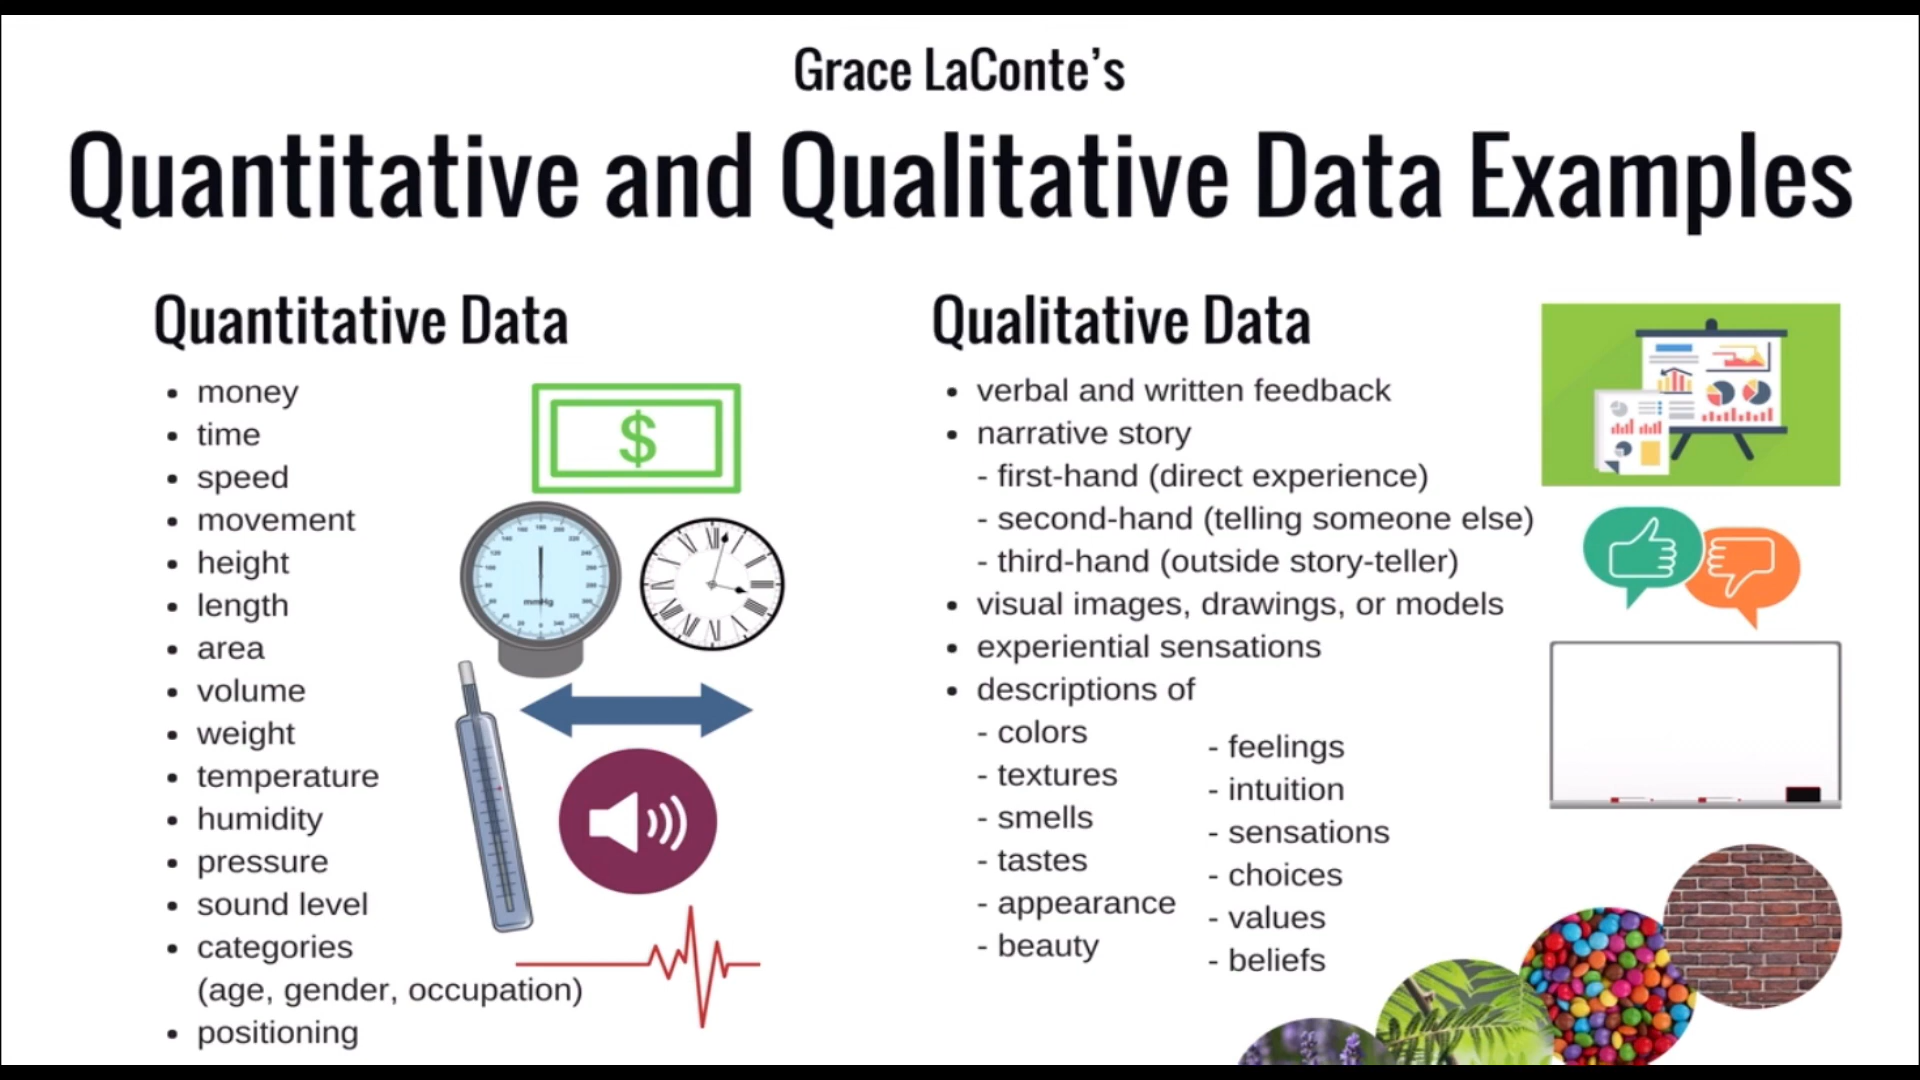 Grace LaConte's
Quantitative and Qualitative Data Examples
Quantitative Data
• money
• time
• speed
• movement
• height
• length
• area
• volume
• weight
• temperature
• humidity
• pressure
• sound level
• categories
(age, gender, occupation)
• positioning
$
mmHg
Qualitative Data
• verbal and written feedback
• narrative story
- first-hand (direct experience)
- second-hand (telling someone else)
- third-hand (outside story-teller)
• visual images, drawings, or models
• experiential sensations
• descriptions of
- colors
- textures
- smells
- tastes
- appearance
- beauty
- feelings
- intuition
- sensations
- choices
- values
- beliefs